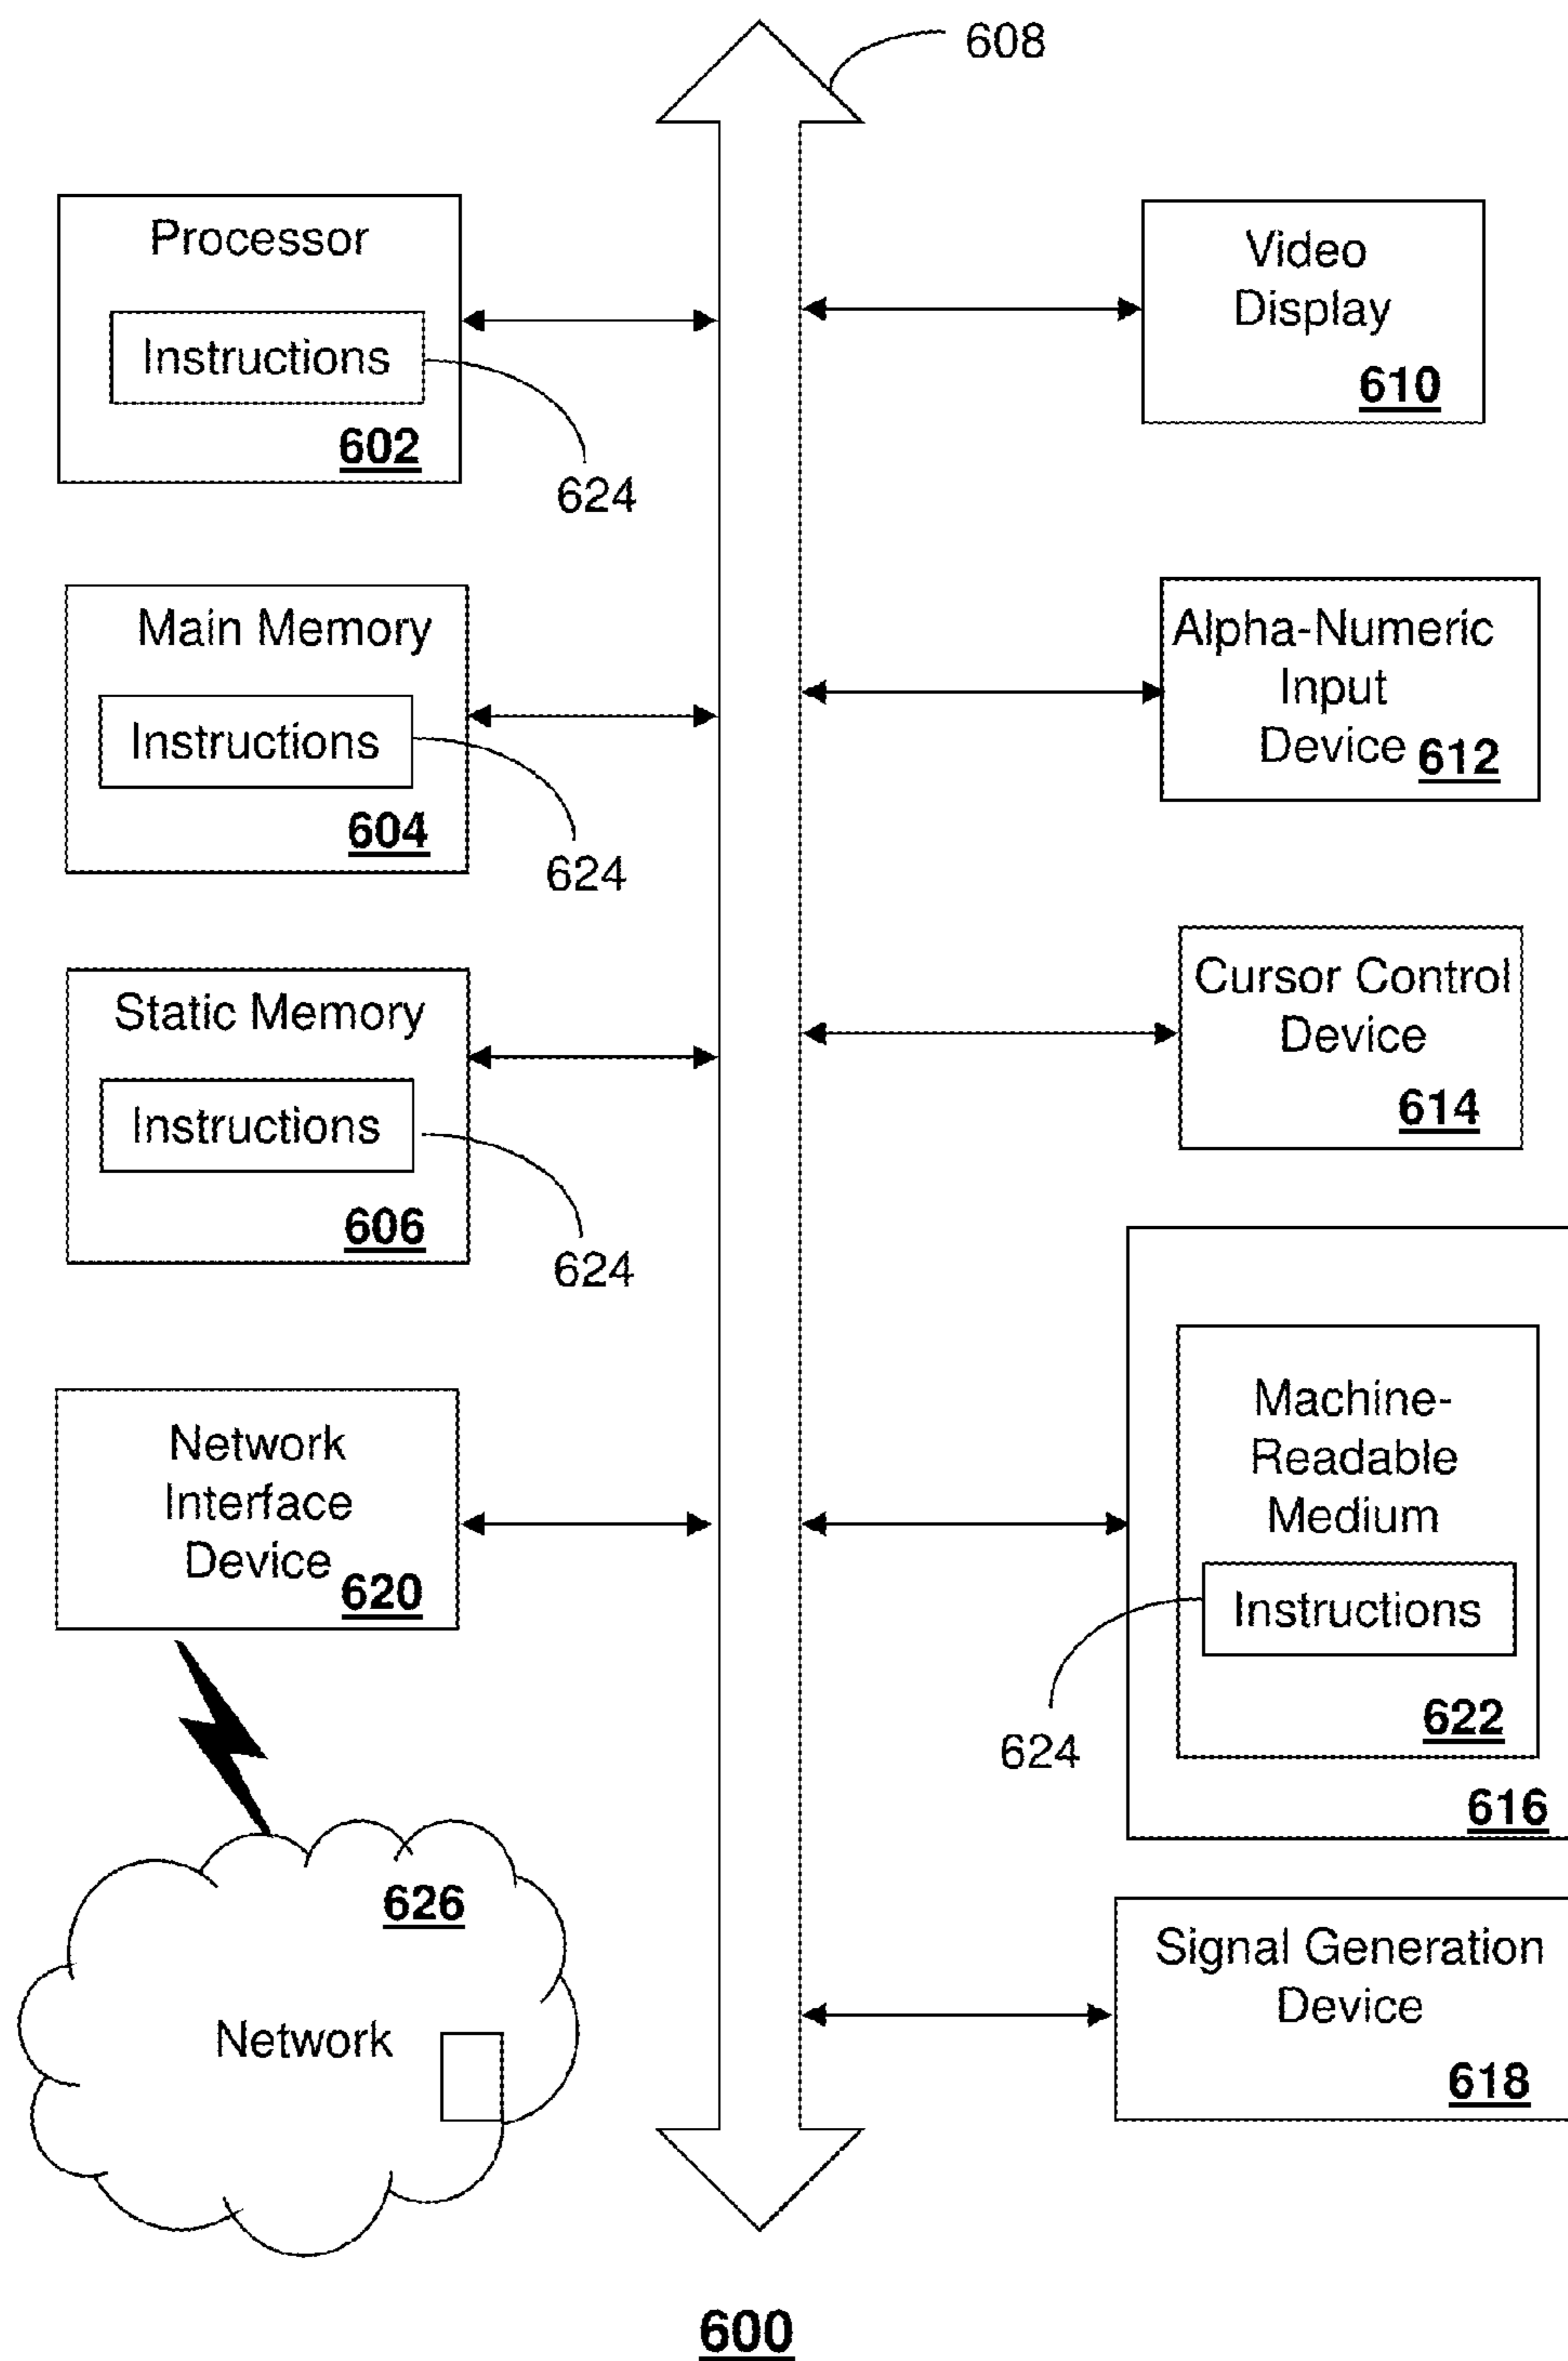 608
Processor
Instructions
602
624
Main Memory
Instructions
604
624
Static Memory
Instructions
606
624
Network
Interface
Device
620
626
Network
Video
Display
610
Alpha-Numeric
Input
Device 612
Cursor Control
Device
614
Machine-
Readable
Medium
Instructions
622
624
616
Signal Generation
Device
618
600